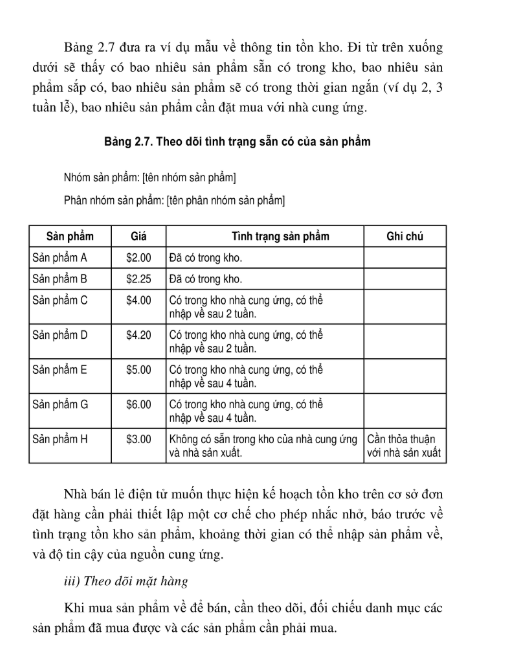 Bảng 2.7 đưa ra ví dụ mẫu về thông tin tồn kho. Đi từ trên xuống
dưới sẽ thấy có bao nhiêu sản phẩm sẵn có trong kho, bao nhiêu sản
phẩm sắp có, bao nhiêu sản phẩm sẽ có trong thời gian ngắn (ví dụ 2, 3
tuần lễ), bao nhiêu sản phẩm cần đặt mua với nhà cung ứng.
Bảng 2.7. Theo dõi tình trạng sẵn có của sản phẩm
Nhóm sản phẩm: [tên nhóm sản phẩm]
Phân nhóm sản phẩm: [tên phân nhóm sản phẩm]
Sản phẩm Giá Tình trạng sản phẩm Ghi chú
Sản phẩm A $2.00 Đã có trong kho.
Sản phẩm B $2.25 Đã có trong kho.
Sản phẩm C $4.00 Có trong kho nhà cung ứng, có thể
nhập về sau 2 tuần.
Sản phẩm D $4.20 Có trong kho nhà cung ứng, có thể
nhập về sau 2 tuần.
Sản phẩm E $5.00 Có trong kho nhà cung ứng, có thể
nhập về sau 4 tuần.
Sản phẩm G $6.00 Có trong kho nhà cung ứng, có thể
nhập về sau 4 tuần.
Sản phẩm H $3.00 Không có sẵn trong kho của nhà cung ứng Cần thỏa thuận
và nhà sản xuất. với nhà sản xuất
Nhà bán lẻ điện tử muốn thực hiện kế hoạch tồn kho trên cơ sở đơn
đặt hàng cần phải thiết lập một cơ chế cho phép nhắc nhở, báo trước về
tình trạng tồn kho sản phẩm, khoảng thời gian có thể nhập sản phẩm về,
và độ tin cậy của nguồn cung ứng.
iii) Theo dõi mặt hàng
Khi mua sản phẩm về để bán, cần theo dõi, đối chiếu danh mục các
sản phẩm đã mua được và các sản phẩm cần phải mua.